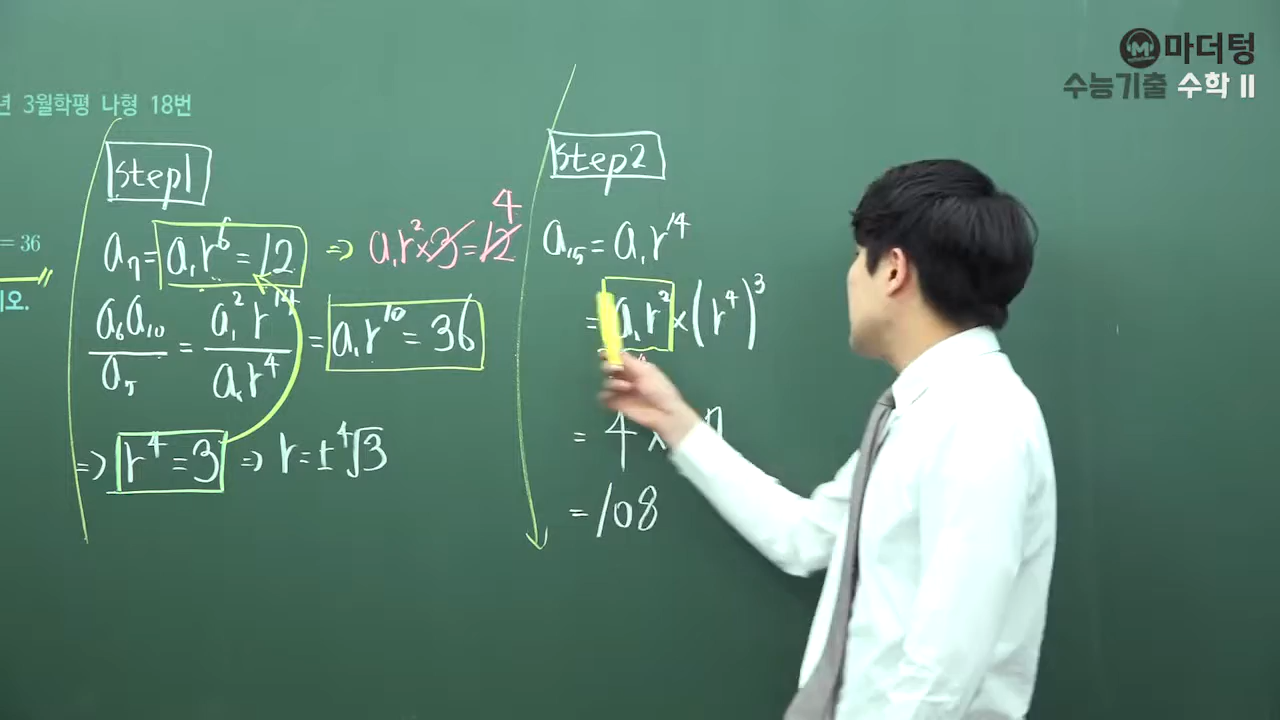 마더텅
수능기출 수학 II
년 3월학평 나형 18번
= 36
오.
Step1
a₇ = a₁r⁶ = 12 ⇒ a₁r² × 3 = 12 4
a₆a₁₀ / a₅ = a₁²r¹⁴ / a₁r⁴ = a₁r¹⁰ = 36
⇒ r⁴ = 3 ⇒ r = ± ⁴√3
Step2
a₁₅ = a₁r¹⁴
= a₁r² × (r⁴)³
= 4 ×
= 108